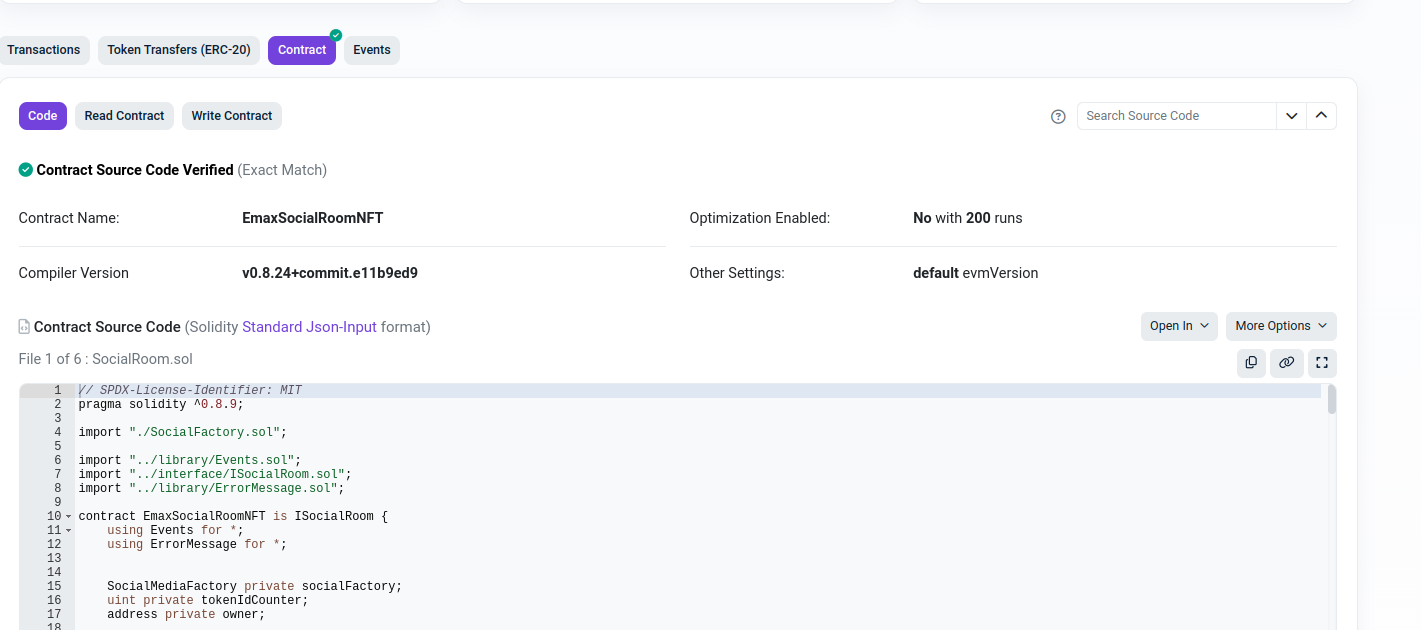 Transactions Token Transfers (ERC-20) Contract Events
Code Read Contract Write Contract Search Source Code
Contract Source Code Verified (Exact Match)
Contract Name: EmaxSocialRoomNFT Optimization Enabled: No with 200 runs
Compiler Version v0.8.24+commit.e11b9ed9 Other Settings: default evmVersion
Contract Source Code (Solidity Standard Json-Input format) Open In More Options
File 1 of 6 : SocialRoom.sol
1 // SPDX-License-Identifier: MIT
2 pragma solidity ^0.8.9;
3
4 import "./SocialFactory.sol";
5
6 import "../library/Events.sol";
7 import "../interface/ISocialRoom.sol";
8 import "../library/ErrorMessage.sol";
9
10 contract EmaxSocialRoomNFT is ISocialRoom {
11     using Events for *;
12     using ErrorMessage for *;
13
14
15     SocialMediaFactory private socialFactory;
16     uint private tokenIdCounter;
17     address private owner;
18